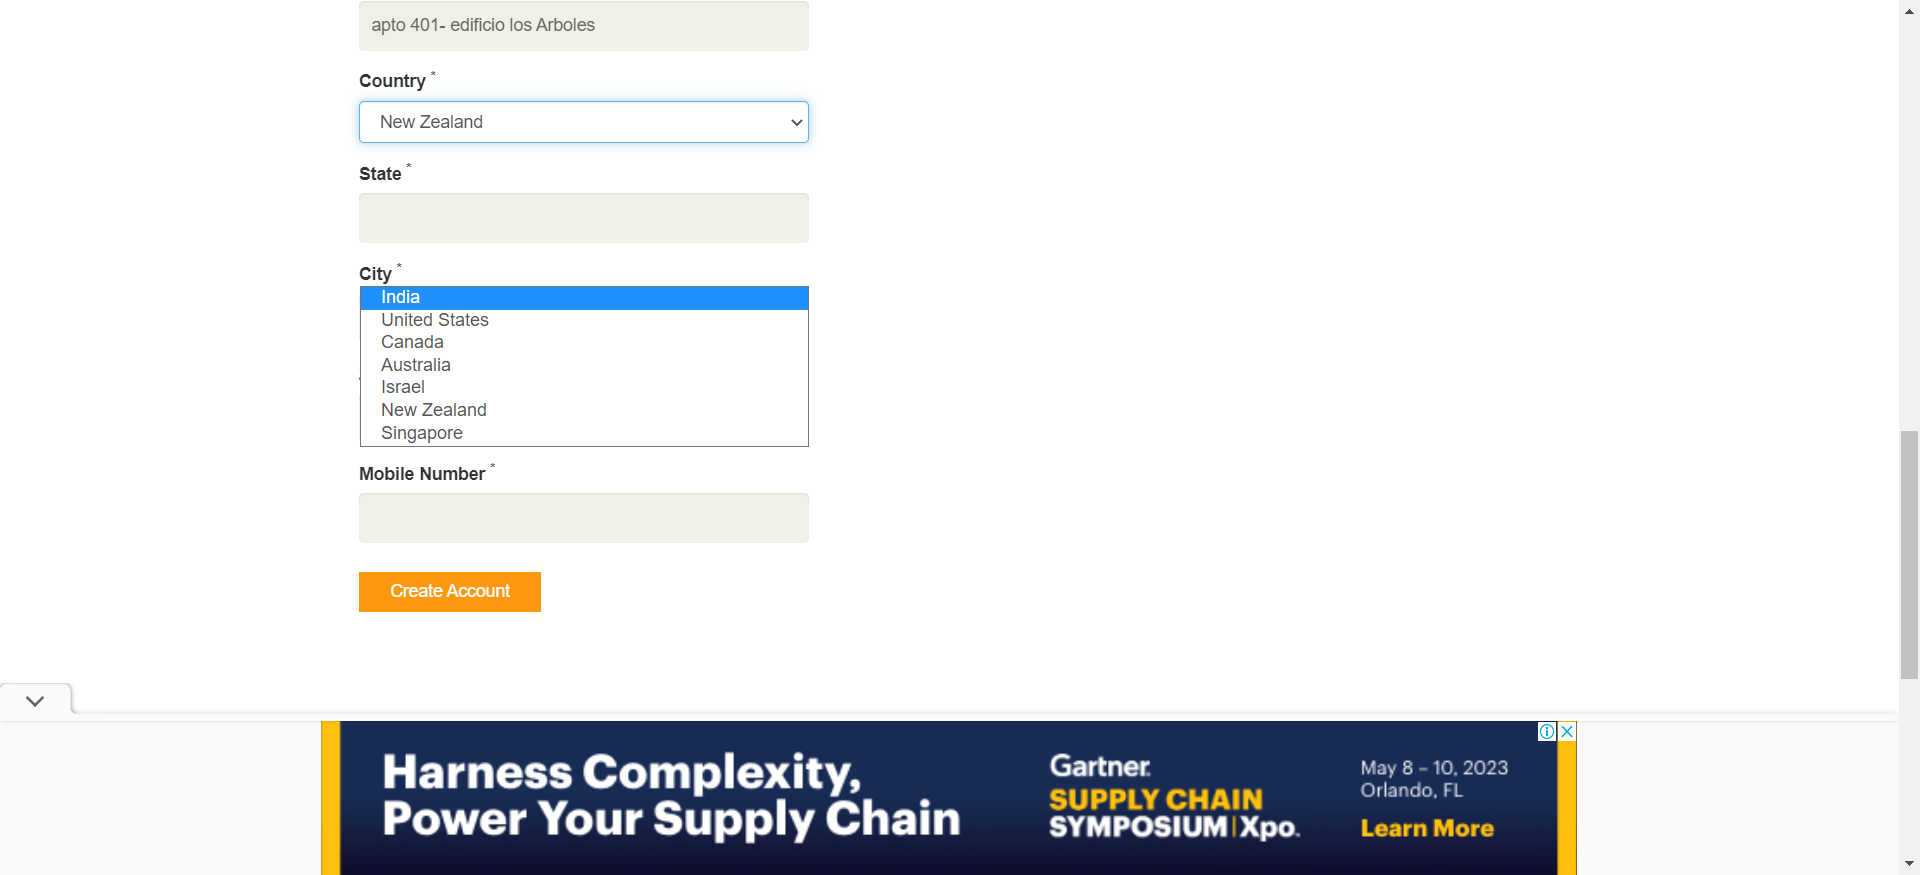 apto 401- edificio los Arboles
Country *
New Zealand
State *
City *
India
United States
Canada
Australia
Israel
New Zealand
Singapore
Mobile Number *
Create Account
Harness Complexity,
Power Your Supply Chain
Gartner
SUPPLY CHAIN
SYMPOSIUM | Xpo.
May 8 – 10, 2023
Orlando, FL
Learn More